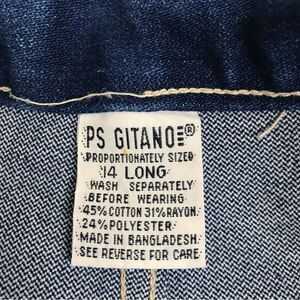 PS GITANO®
PROPORTIONATELY SIZED
14 LONG
WASH SEPARATELY
BEFORE WEARING
45% COTTON 31% RAYON
24% POLYESTER
MADE IN BANGLADESH
SEE REVERSE FOR CARE